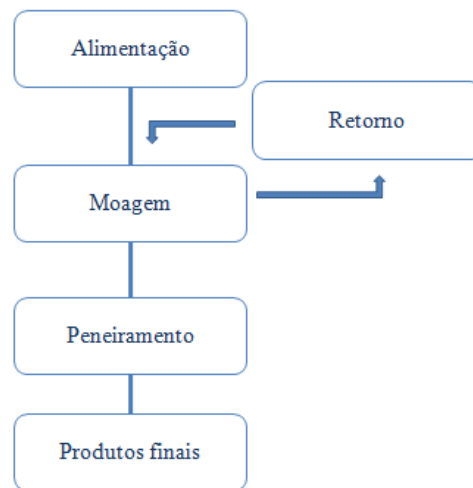 Alimentação
Retorno
Moagem
Peneiramento
Produtos finais